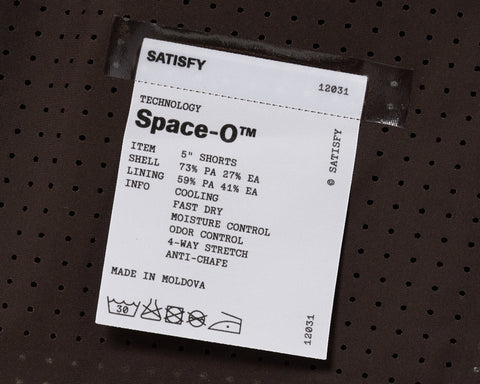 SATISFY
12031
TECHNOLOGY
Space-O™
ITEM 5" SHORTS
SHELL 73% PA 27% EA
LINING 59% PA 41% EA
INFO COOLING
FAST DRY
MOISTURE CONTROL
ODOR CONTROL
4-WAY STRETCH
ANTI-CHAFE
MADE IN MOLDOVA
30
© SATISFY
12031